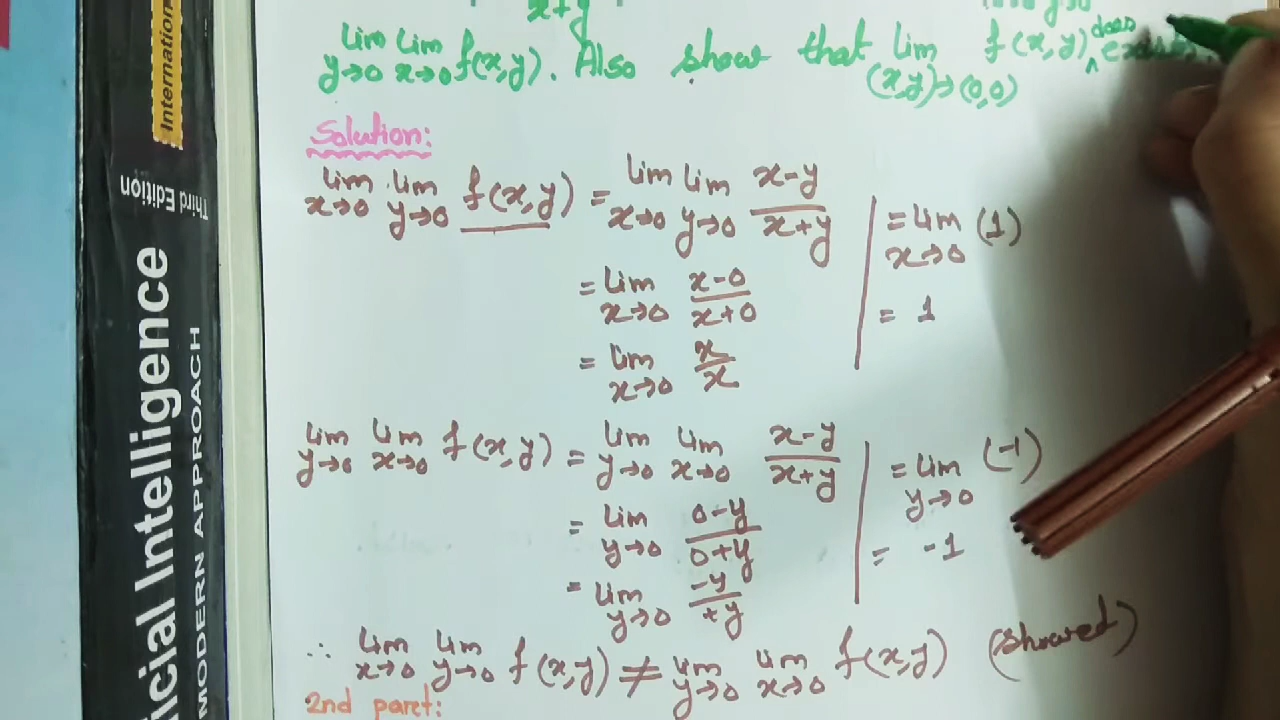 x+y
lim lim f(x,y). Also show that lim f(x,y) does
y→0 x→0 (x,y)→(0,0)
Solution:
lim lim f(x,y) = lim lim x-y/x+y
x→0 y→0 x→0 y→0
= lim x-0/x+0
x→0
= lim x/x
x→0
= lim (1)
x→0
= 1
lim lim f(x,y) = lim lim x-y/x+y
y→0 x→0 y→0 x→0
= lim 0-y/0+y
y→0
= lim -y/+y
y→0
= lim (-1)
y→0
= -1
∴ lim lim f(x,y) ≠ lim lim f(x,y) (showed)
x→0 y→0 y→0 x→0
2nd paret:
International
Third Edition
cial Intelligence
MODERN APPROACH